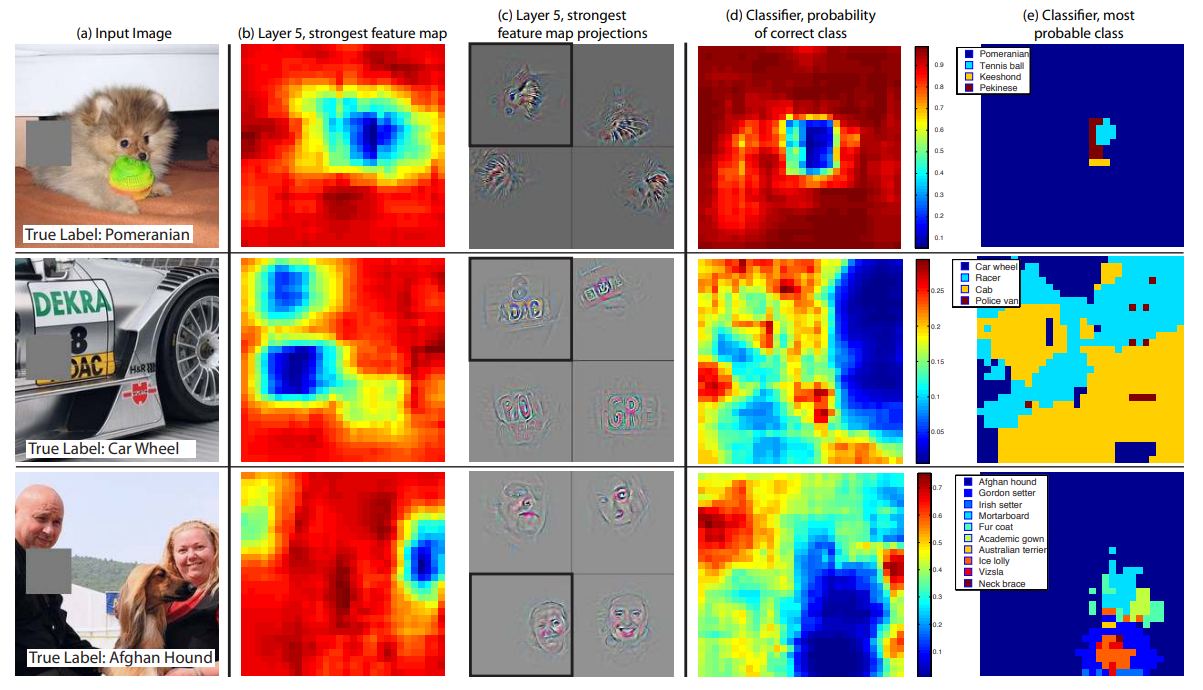 (a) Input Image
(b) Layer 5, strongest feature map
(c) Layer 5, strongest
feature map projections
(d) Classifier, probability
of correct class
(e) Classifier, most
probable class
True Label: Pomeranian
0.9
0.8
0.7
0.6
0.5
0.4
0.3
0.2
0.1
Pomeranian
Tennis ball
Keeshond
Pekinese
DEKRA
8
ADAC
H&R
True Label: Car Wheel
ADAC
GR
0.25
0.2
0.15
0.1
0.05
Car wheel
Racer
Cab
Police van
True Label: Afghan Hound
0.7
0.6
0.5
0.4
0.3
0.2
0.1
Afghan hound
Gordon setter
Irish setter
Mortarboard
Fur coat
Academic gown
Australian terrier
Ice lolly
Vizsla
Neck brace